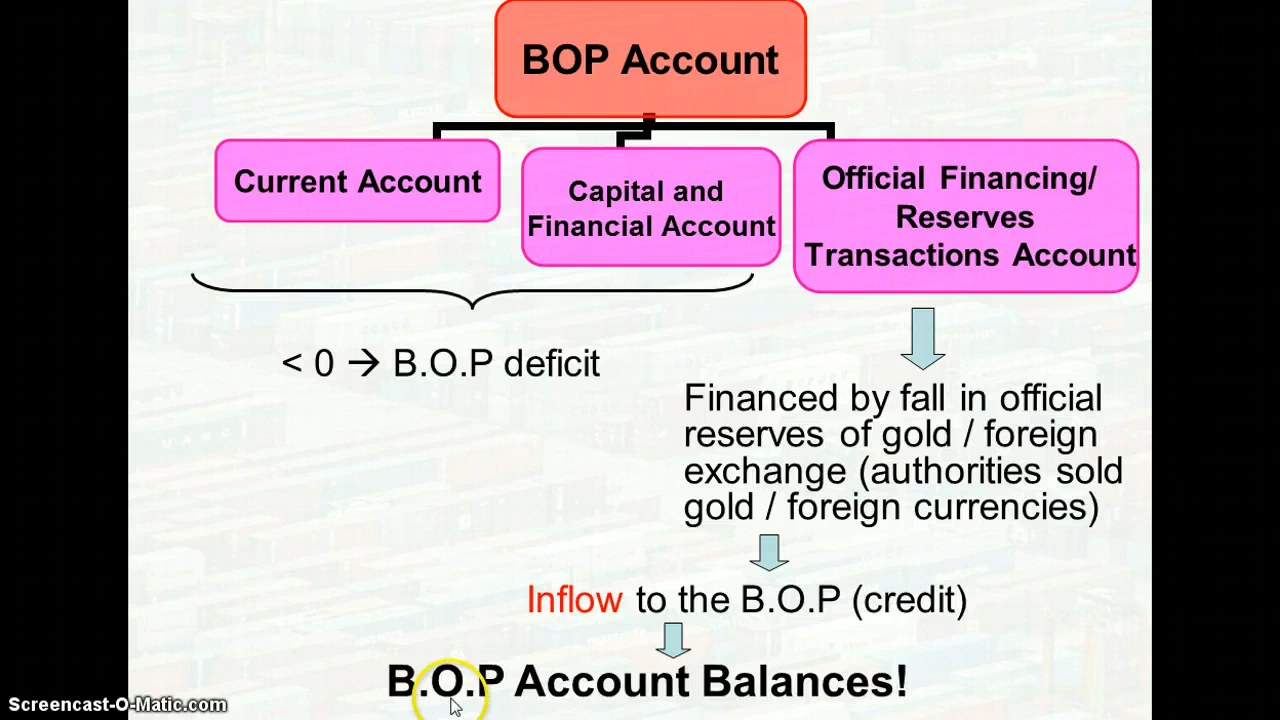 BOP Account
Current Account
Capital and
Financial Account
Official Financing/
Reserves
Transactions Account
< 0 → B.O.P deficit
Financed by fall in official
reserves of gold / foreign
exchange (authorities sold
gold / foreign currencies)
Inflow to the B.O.P (credit)
B.O.P Account Balances!
Screencast-O-Matic.com